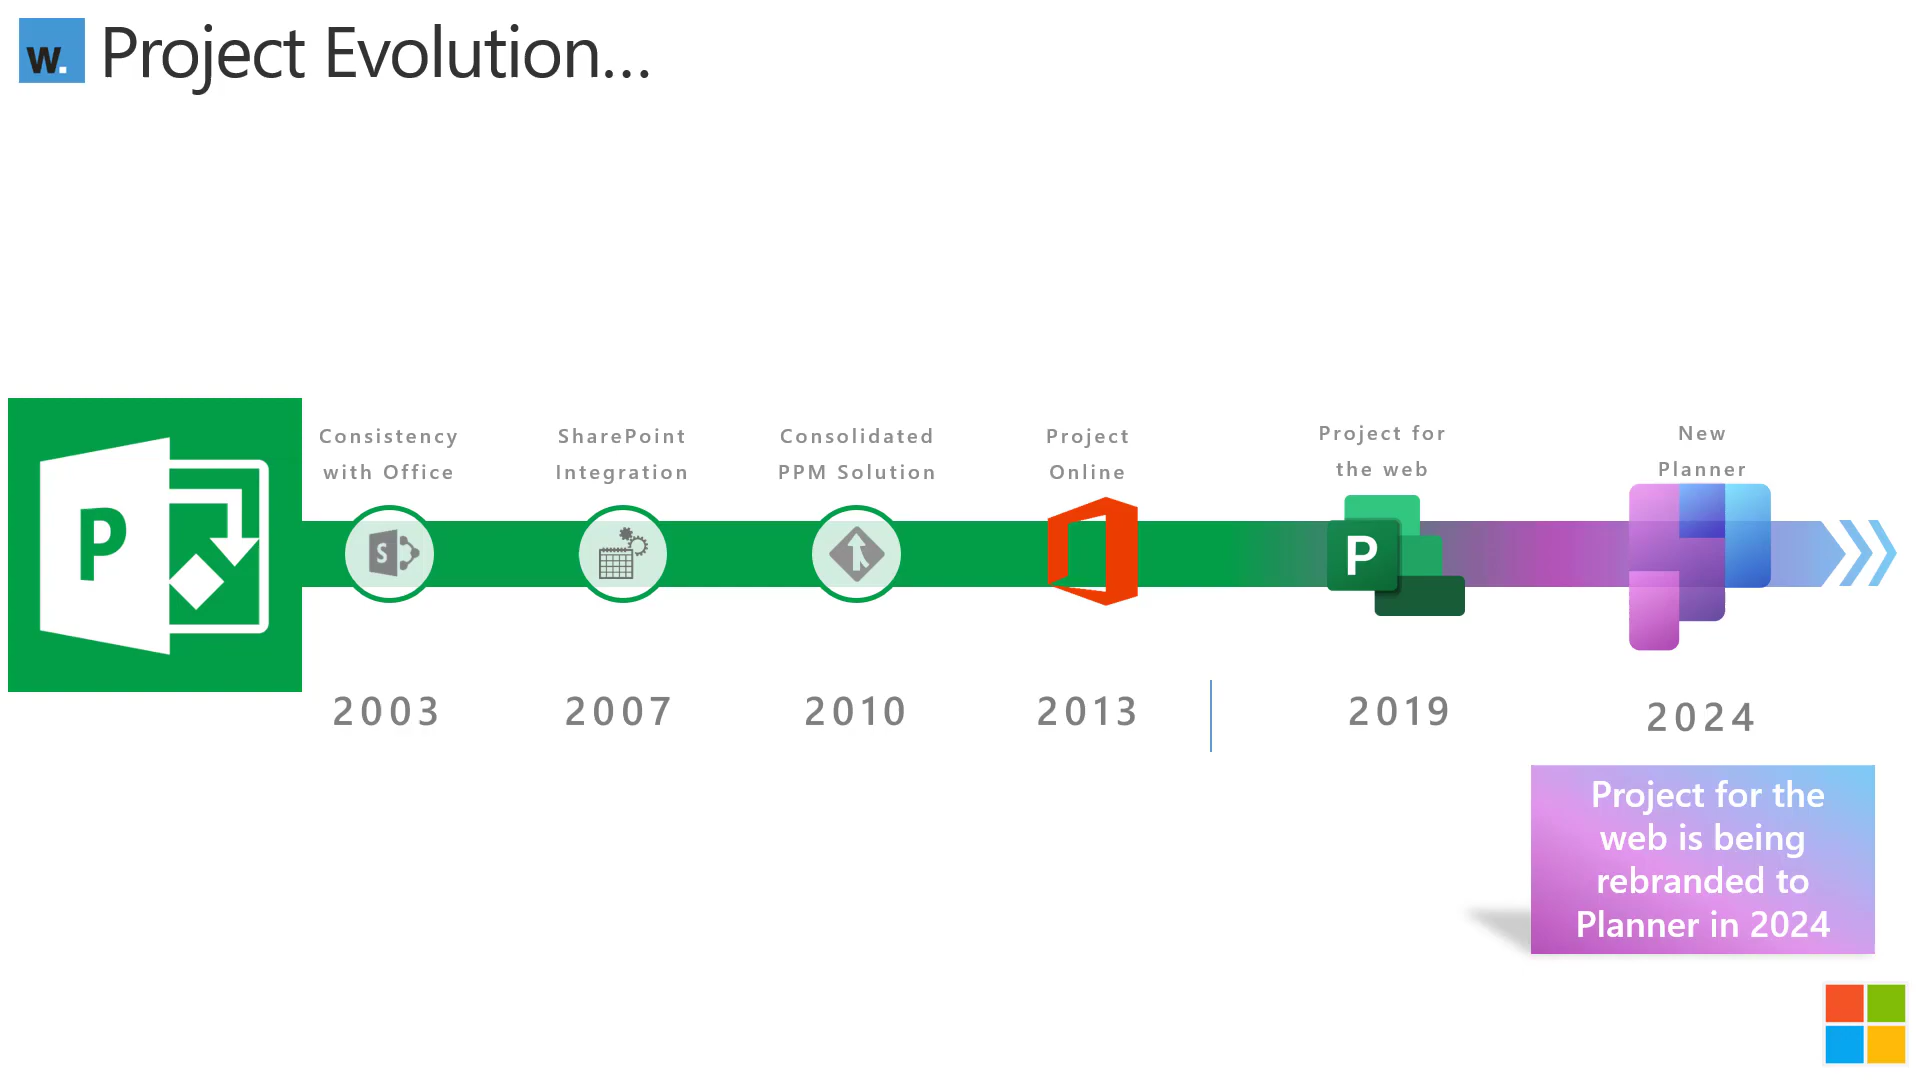 w.
Project Evolution...
Consistency
with Office
SharePoint
Integration
Consolidated
PPM Solution
Project
Online
Project for
the web
New
Planner
P
S
P
2003
2007
2010
2013
2019
2024
Project for the
web is being
rebranded to
Planner in 2024